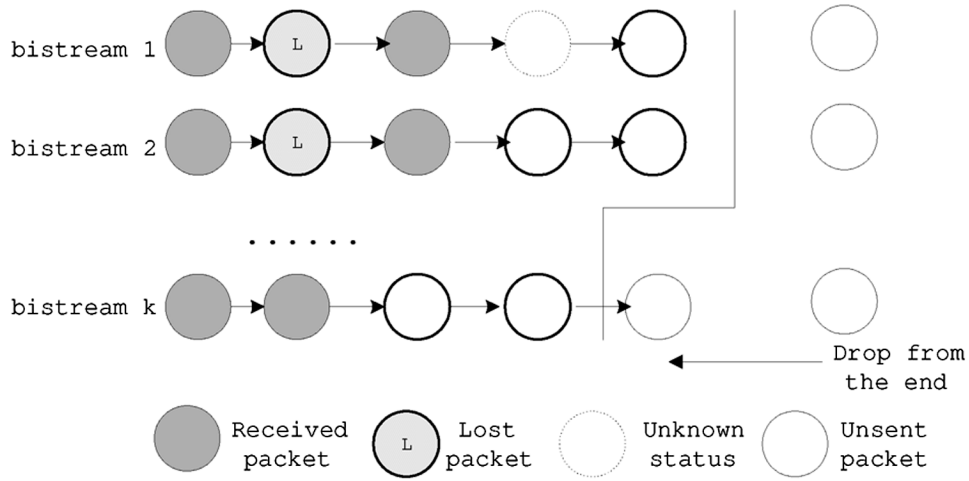 bistream 1
L
bistream 2
L
. . . . . .
bistream k
Drop from
the end
Received
packet
L
Lost
packet
Unknown
status
Unsent
packet